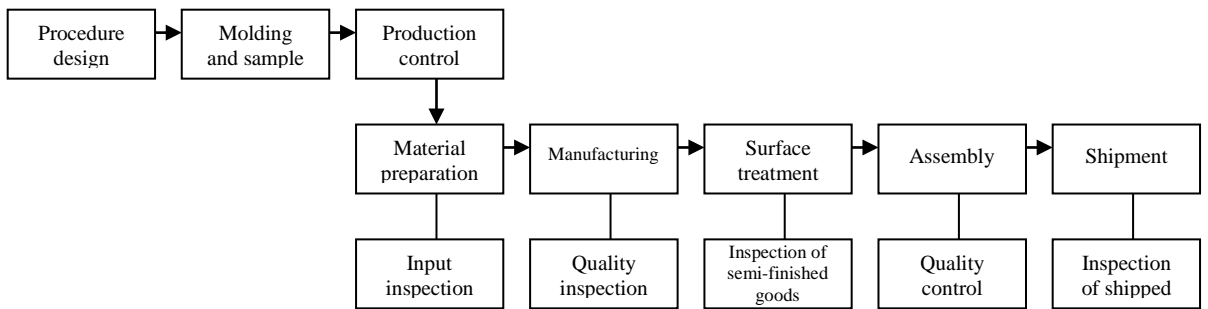 Procedure
design
Molding
and sample
Production
control
Material
preparation
Manufacturing
Surface
treatment
Assembly
Shipment
Input
inspection
Quality
inspection
Inspection of
semi-finished
goods
Quality
control
Inspection
of shipped